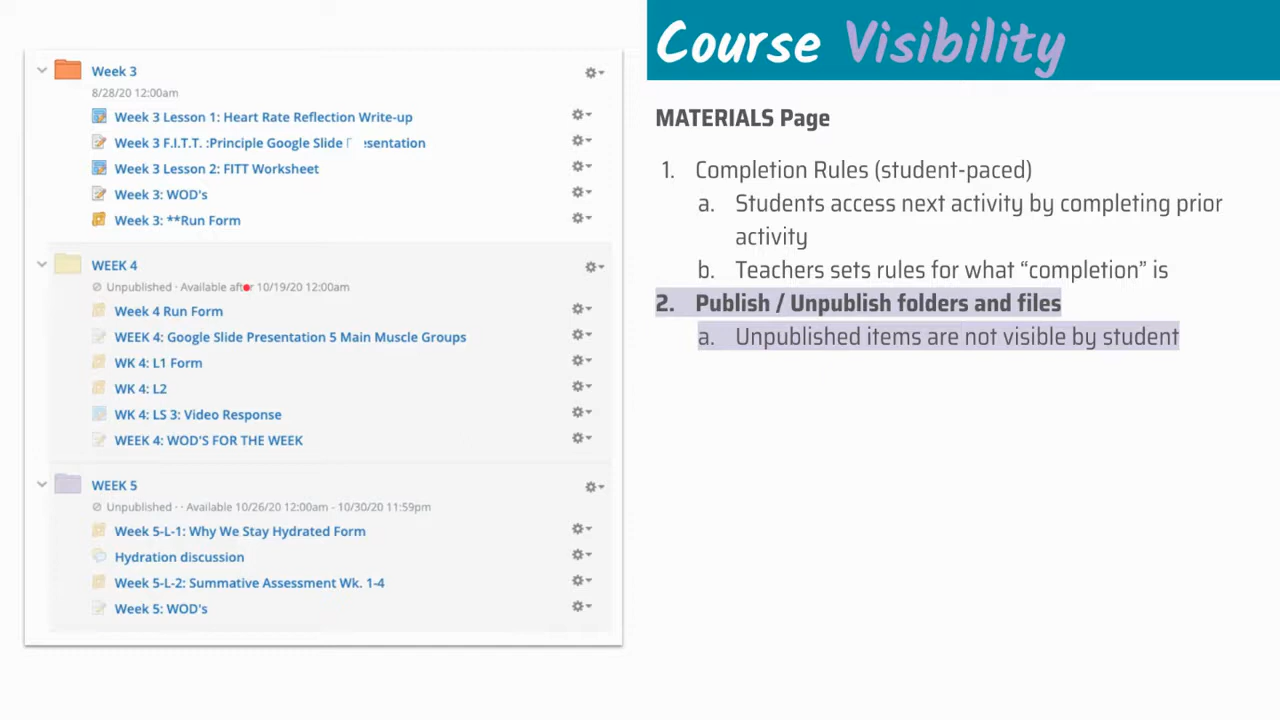 Course Visibility
Week 3
8/28/20 12:00am
Week 3 Lesson 1: Heart Rate Reflection Write-up
Week 3 F.I.T.T. :Principle Google Slide esentation
Week 3 Lesson 2: FITT Worksheet
Week 3: WOD's
Week 3: **Run Form
WEEK 4
Unpublished · Available after 10/19/20 12:00am
Week 4 Run Form
WEEK 4: Google Slide Presentation 5 Main Muscle Groups
WK 4: L1 Form
WK 4: L2
WK 4: LS 3: Video Response
WEEK 4: WOD'S FOR THE WEEK
WEEK 5
Unpublished · · Available 10/26/20 12:00am - 10/30/20 11:59pm
Week 5-L-1: Why We Stay Hydrated Form
Hydration discussion
Week 5-L-2: Summative Assessment Wk. 1-4
Week 5: WOD's
MATERIALS Page
1. Completion Rules (student-paced)
a. Students access next activity by completing prior
activity
b. Teachers sets rules for what “completion” is
2. Publish / Unpublish folders and files
a. Unpublished items are not visible by student